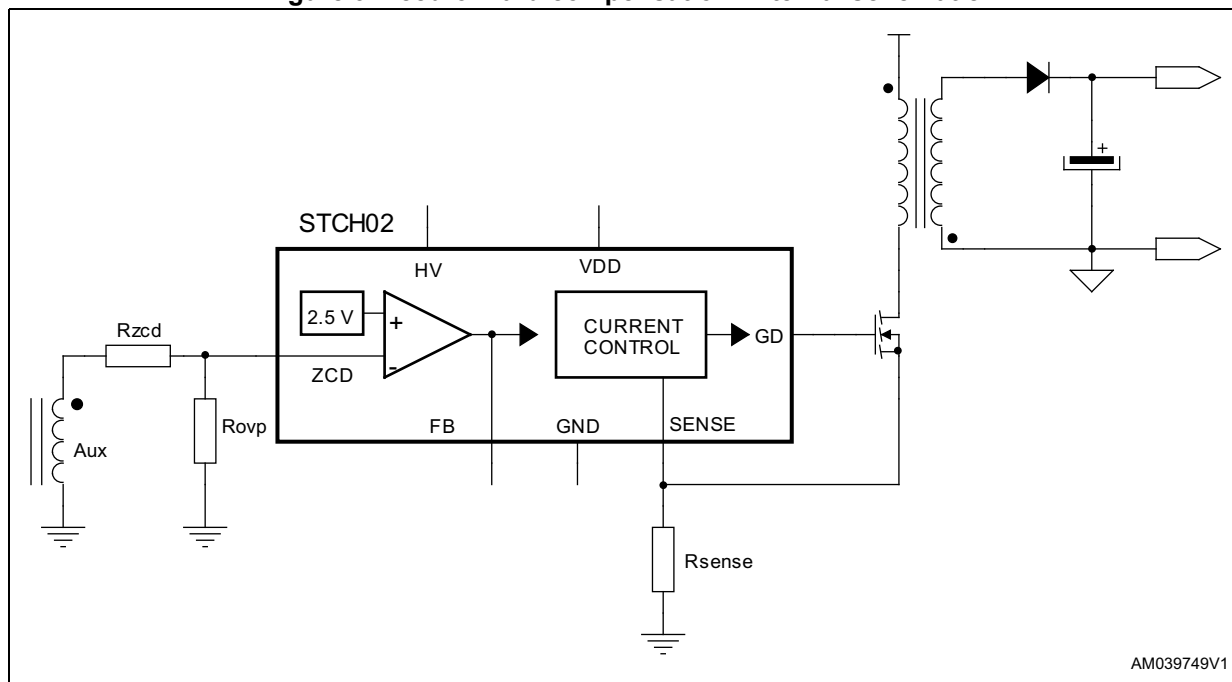 STCH02
HV
VDD
2.5 V
+
-
CURRENT
CONTROL
GD
Rzcd
ZCD
Rovp
Aux
FB
GND
SENSE
Rsense
+
AM039749V1